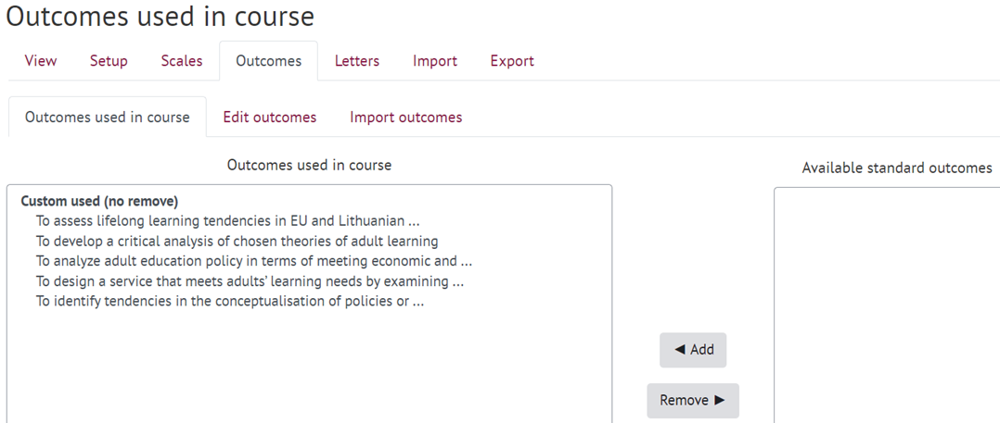 Outcomes used in course
View Setup Scales Outcomes Letters Import Export
Outcomes used in course Edit outcomes Import outcomes
Outcomes used in course
Available standard outcomes
Custom used (no remove)
To assess lifelong learning tendencies in EU and Lithuanian ...
To develop a critical analysis of chosen theories of adult learning
To analyze adult education policy in terms of meeting economic and ...
To design a service that meets adults’ learning needs by examining ...
To identify tendencies in the conceptualisation of policies or ...
◄ Add
Remove ►